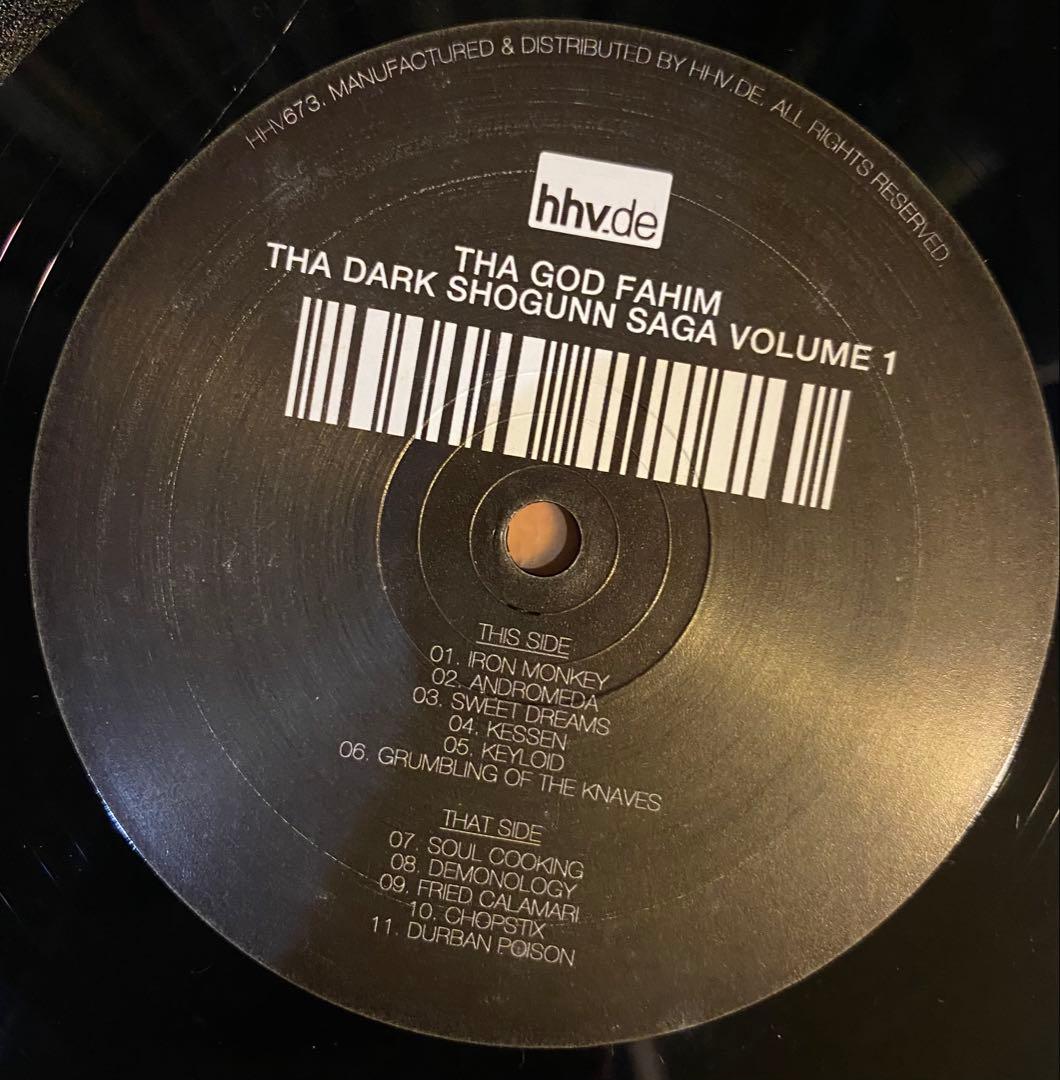 HHV673. MANUFACTURED & DISTRIBUTED BY HHV.DE. ALL RIGHTS RESERVED.
hhv.de
THA GOD FAHIM
THA DARK SHOGUNN SAGA VOLUME 1
THIS SIDE
01. IRON MONKEY
02. ANDROMEDA
03. SWEET DREAMS
04. KESSEN
05. KEYLOID
06. GRUMBLING OF THE KNAVES
THAT SIDE
07. SOUL COOKING
08. DEMONOLOGY
09. FRIED CALAMARI
10. CHOPSTIX
11. DURBAN POISON